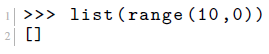 1 >>> list(range(10,0))
2 []